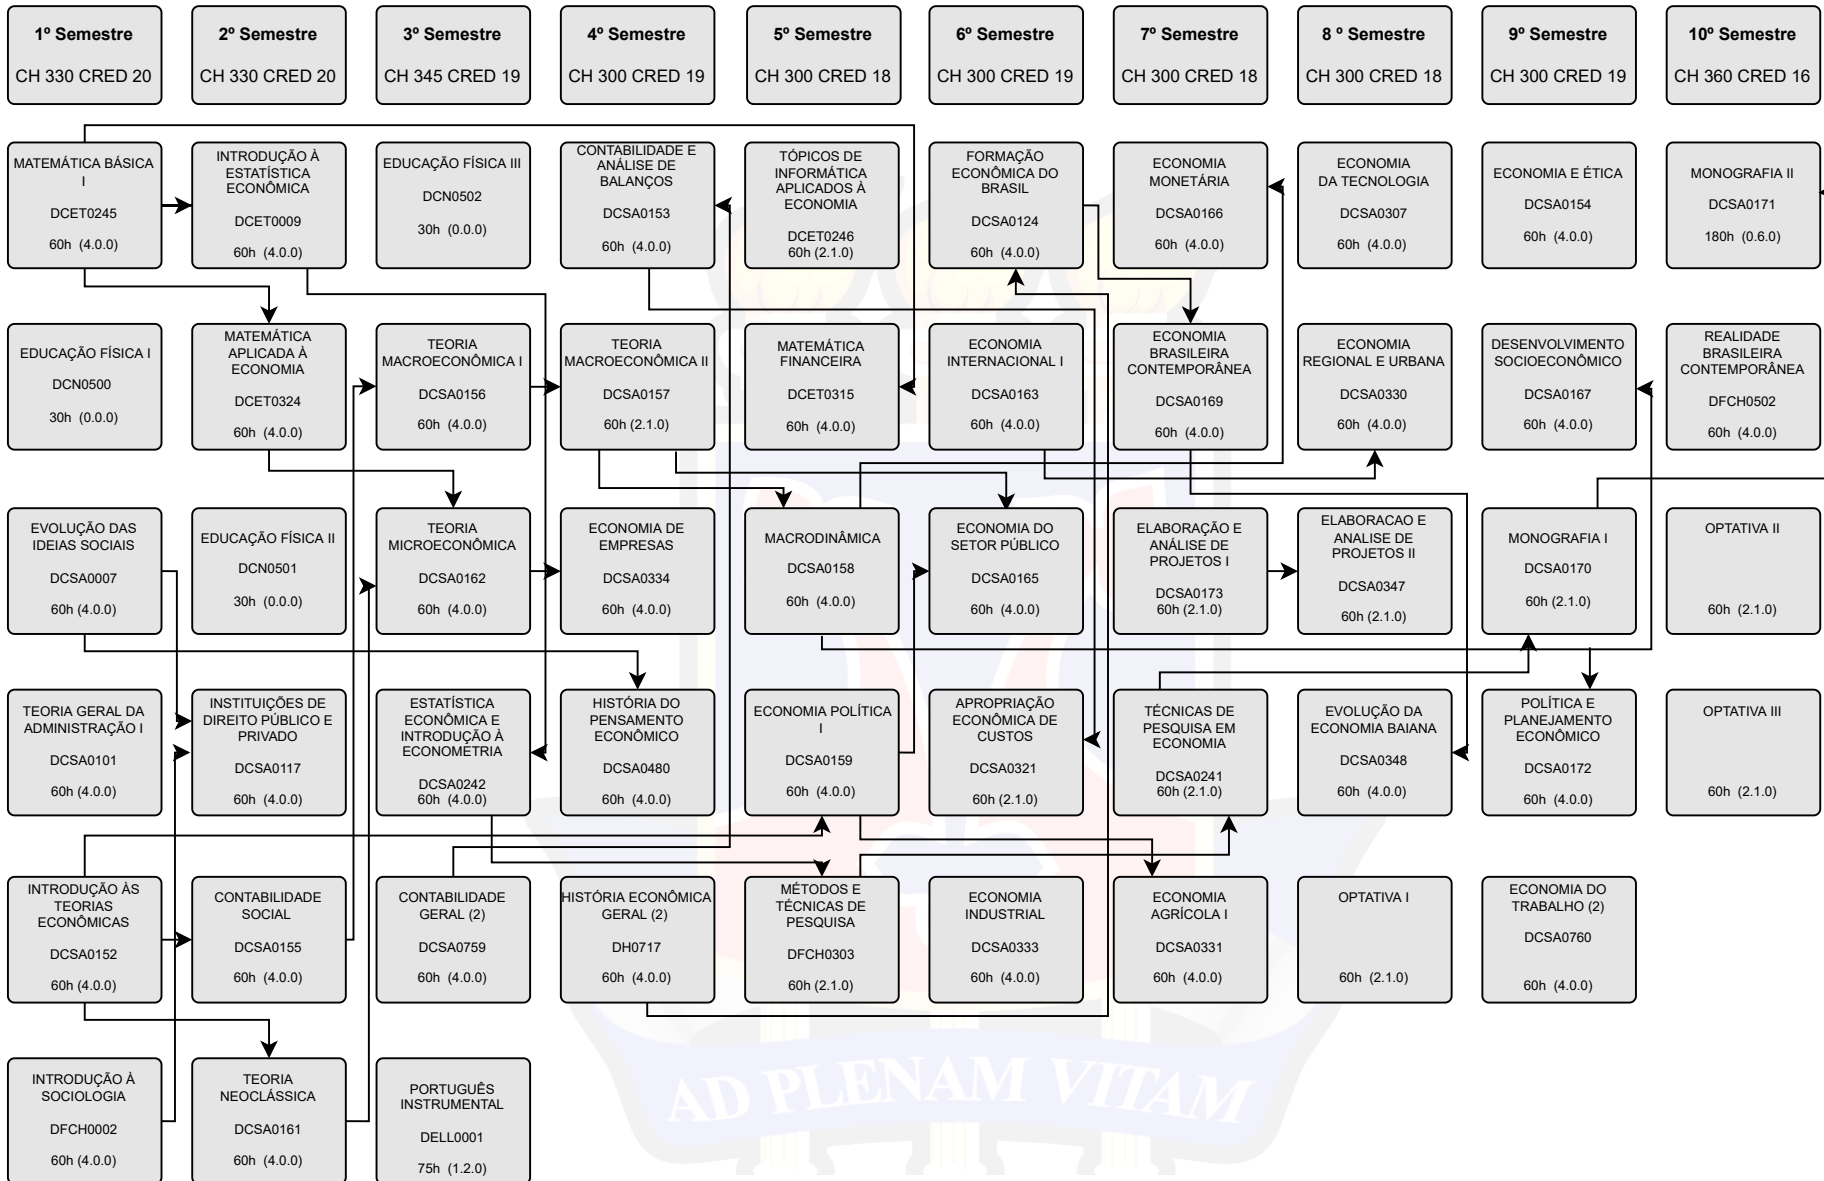 1º Semestre
CH 330 CRED 20
2º Semestre
CH 330 CRED 20
3º Semestre
CH 345 CRED 19
4º Semestre
CH 300 CRED 19
5º Semestre
CH 300 CRED 18
6º Semestre
CH 300 CRED 19
7º Semestre
CH 300 CRED 18
8 º Semestre
CH 300 CRED 18
9º Semestre
CH 300 CRED 19
10º Semestre
CH 360 CRED 16
MATEMÁTICA BÁSICA
I
DCET0245
60h (4.0.0)
INTRODUÇÃO À
ESTATÍSTICA
ECONÔMICA
DCET0009
60h (4.0.0)
EDUCAÇÃO FÍSICA III
DCN0502
30h (0.0.0)
CONTABILIDADE E
ANÁLISE DE
BALANÇOS
DCSA0153
60h (4.0.0)
TÓPICOS DE
INFORMÁTICA
APLICADOS À
ECONOMIA
DCET0246
60h (2.1.0)
FORMAÇÃO
ECONÔMICA DO
BRASIL
DCSA0124
60h (4.0.0)
ECONOMIA
MONETÁRIA
DCSA0166
60h (4.0.0)
ECONOMIA
DA TECNOLOGIA
DCSA0307
60h (4.0.0)
ECONOMIA E ÉTICA
DCSA0154
60h (4.0.0)
MONOGRAFIA II
DCSA0171
180h (0.6.0)
EDUCAÇÃO FÍSICA I
DCN0500
30h (0.0.0)
MATEMÁTICA
APLICADA À
ECONOMIA
DCET0324
60h (4.0.0)
TEORIA
MACROECONÔMICA I
DCSA0156
60h (4.0.0)
TEORIA
MACROECONÔMICA II
DCSA0157
60h (2.1.0)
MATEMÁTICA
FINANCEIRA
DCET0315
60h (4.0.0)
ECONOMIA
INTERNACIONAL I
DCSA0163
60h (4.0.0)
ECONOMIA
BRASILEIRA
CONTEMPORÂNEA
DCSA0169
60h (4.0.0)
ECONOMIA
REGIONAL E URBANA
DCSA0330
60h (4.0.0)
DESENVOLVIMENTO
SOCIOECONÔMICO
DCSA0167
60h (4.0.0)
REALIDADE
BRASILEIRA
CONTEMPORÂNEA
DFCH0502
60h (4.0.0)
EVOLUÇÃO DAS
IDEIAS SOCIAIS
DCSA0007
60h (4.0.0)
EDUCAÇÃO FÍSICA II
DCN0501
30h (0.0.0)
TEORIA
MICROECONÔMICA
DCSA0162
60h (4.0.0)
ECONOMIA DE
EMPRESAS
DCSA0334
60h (4.0.0)
MACRODINÂMICA
DCSA0158
60h (4.0.0)
ECONOMIA DO
SETOR PÚBLICO
DCSA0165
60h (4.0.0)
ELABORAÇÃO E
ANÁLISE DE
PROJETOS I
DCSA0173
60h (2.1.0)
ELABORACAO E
ANALISE DE
PROJETOS II
DCSA0347
60h (2.1.0)
MONOGRAFIA I
DCSA0170
60h (2.1.0)
OPTATIVA II
60h (2.1.0)
TEORIA GERAL DA
ADMINISTRAÇÃO I
DCSA0101
60h (4.0.0)
INSTITUIÇÕES DE
DIREITO PÚBLICO E
PRIVADO
DCSA0117
60h (4.0.0)
ESTATÍSTICA
ECONÔMICA E
INTRODUÇÃO À
ECONOMETRIA
DCSA0242
60h (4.0.0)
HISTÓRIA DO
PENSAMENTO
ECONÔMICO
DCSA0480
60h (4.0.0)
ECONOMIA POLÍTICA
I
DCSA0159
60h (4.0.0)
APROPRIAÇÃO
ECONÔMICA DE
CUSTOS
DCSA0321
60h (2.1.0)
TÉCNICAS DE
PESQUISA EM
ECONOMIA
DCSA0241
60h (2.1.0)
EVOLUÇÃO DA
ECONOMIA BAIANA
DCSA0348
60h (4.0.0)
POLÍTICA E
PLANEJAMENTO
ECONÔMICO
DCSA0172
60h (4.0.0)
OPTATIVA III
60h (2.1.0)
INTRODUÇÃO ÀS
TEORIAS
ECONÔMICAS
DCSA0152
60h (4.0.0)
CONTABILIDADE
SOCIAL
DCSA0155
60h (4.0.0)
CONTABILIDADE
GERAL (2)
DCSA0759
60h (4.0.0)
HISTÓRIA ECONÔMICA
GERAL (2)
DH0717
60h (4.0.0)
MÉTODOS E
TÉCNICAS DE
PESQUISA
DFCH0303
60h (2.1.0)
ECONOMIA
INDUSTRIAL
DCSA0333
60h (4.0.0)
ECONOMIA
AGRÍCOLA I
DCSA0331
60h (4.0.0)
OPTATIVA I
60h (2.1.0)
ECONOMIA DO
TRABALHO (2)
DCSA0760
60h (4.0.0)
INTRODUÇÃO À
SOCIOLOGIA
DFCH0002
60h (4.0.0)
TEORIA
NEOCLÁSSICA
DCSA0161
60h (4.0.0)
PORTUGUÊS
INSTRUMENTAL
DELL0001
75h (1.2.0)
AD PLENAM VITAM